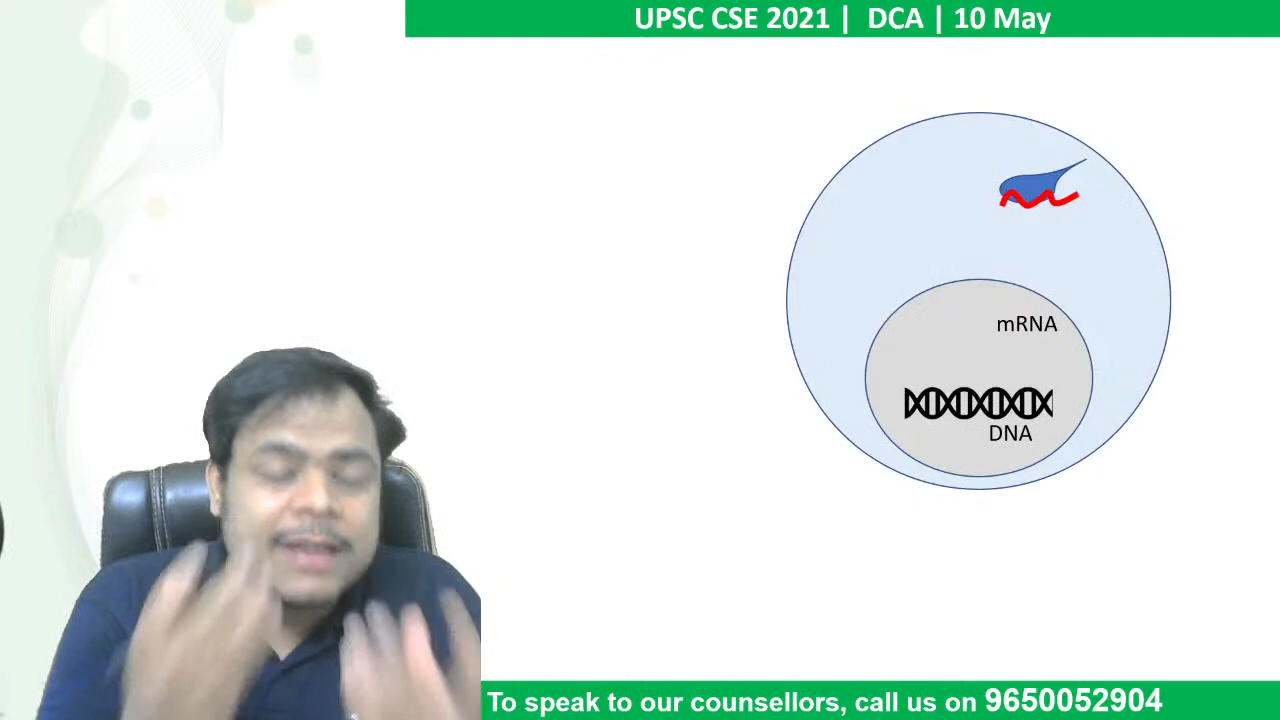 UPSC CSE 2021 | DCA | 10 May
mRNA
DNA
To speak to our counsellors, call us on 9650052904